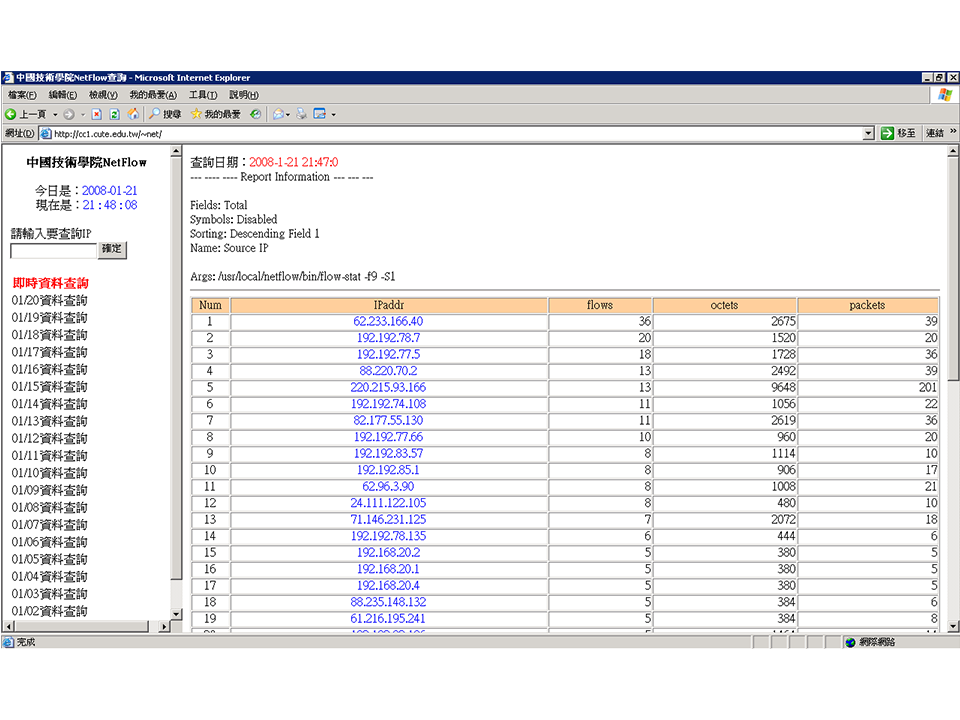 中國技術學院NetFlow查詢 - Microsoft Internet Explorer
檔案(F) 編輯(E) 檢視(V) 我的最愛(A) 工具(T) 說明(H)
上一頁 搜尋 我的最愛
網址(D) http://cc1.cute.edu.tw/~net/ 移至 連結 »
中國技術學院NetFlow
今日是：2008-01-21
現在是：21：48：08
請輸入要查詢IP
確定
即時資料查詢
01/20資料查詢
01/19資料查詢
01/18資料查詢
01/17資料查詢
01/16資料查詢
01/15資料查詢
01/14資料查詢
01/13資料查詢
01/12資料查詢
01/11資料查詢
01/10資料查詢
01/09資料查詢
01/08資料查詢
01/07資料查詢
01/06資料查詢
01/05資料查詢
01/04資料查詢
01/03資料查詢
01/02資料查詢
查詢日期：2008-1-21 21:47:0
--- ---- ---- Report Information --- --- ---
Fields: Total
Symbols: Disabled
Sorting: Descending Field 1
Name: Source IP
Args: /usr/local/netflow/bin/flow-stat -f9 -S1
Num IPaddr flows octets packets
1 62.233.166.40 36 2675 39
2 192.192.78.7 20 1520 20
3 192.192.77.5 18 1728 36
4 88.220.70.2 13 2492 39
5 220.215.93.166 13 9648 201
6 192.192.74.108 11 1056 22
7 82.177.55.130 11 2619 36
8 192.192.77.66 10 960 20
9 192.192.83.57 8 1114 10
10 192.192.85.1 8 906 17
11 62.96.3.90 8 1008 21
12 24.111.122.105 8 480 10
13 71.146.231.125 7 2072 18
14 192.192.78.135 6 444 6
15 192.168.20.2 5 380 5
16 192.168.20.1 5 380 5
17 192.168.20.4 5 380 5
18 88.235.148.132 5 384 6
19 61.216.195.241 5 384 8
完成 網際網路